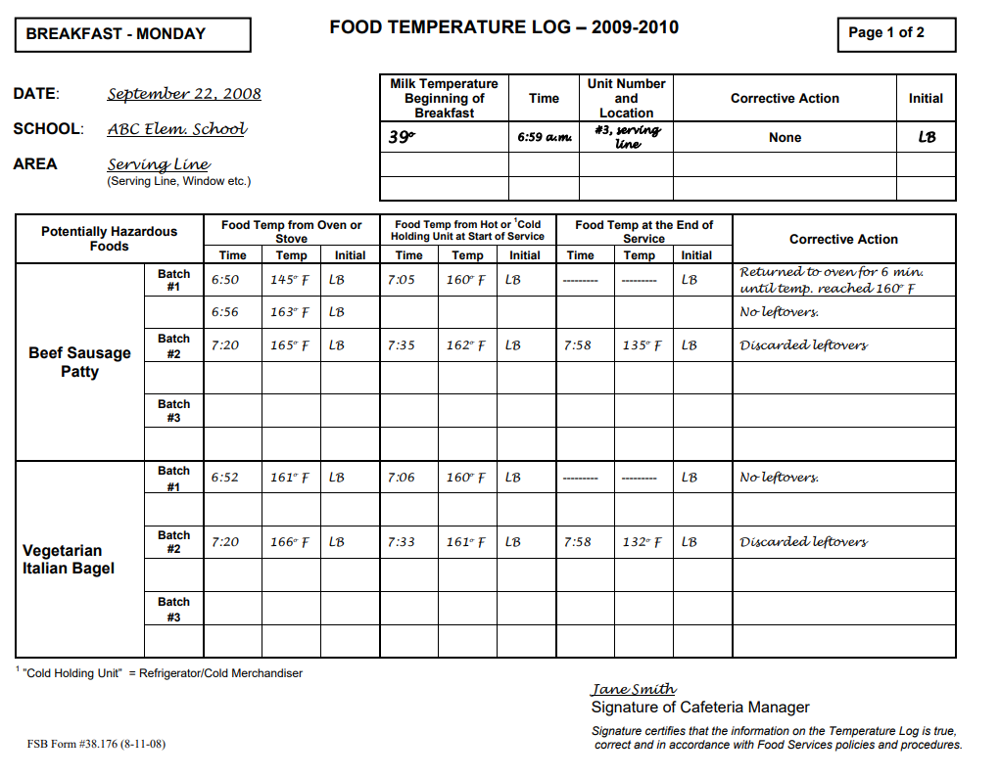 BREAKFAST - MONDAY
FOOD TEMPERATURE LOG – 2009-2010
Page 1 of 2
DATE: September 22, 2008
SCHOOL: ABC Elem. School
AREA Serving Line
(Serving Line, Window etc.)
Milk Temperature Beginning of Breakfast Time Unit Number and Location Corrective Action Initial
39° 6:59 a.m. #3, serving line None LB
Potentially Hazardous Foods Food Temp from Oven or Stove Food Temp from Hot or ¹Cold Holding Unit at Start of Service Food Temp at the End of Service Corrective Action
Time Temp Initial Time Temp Initial Time Temp Initial
Beef Sausage Patty
Batch #1 6:50 145° F LB 7:05 160° F LB --------- --------- LB Returned to oven for 6 min. until temp. reached 160° F
6:56 163° F LB No leftovers.
Batch #2 7:20 165° F LB 7:35 162° F LB 7:58 135° F LB Discarded leftovers
Batch #3
Vegetarian Italian Bagel
Batch #1 6:52 161° F LB 7:06 160° F LB --------- --------- LB No leftovers.
Batch #2 7:20 166° F LB 7:33 161° F LB 7:58 132° F LB Discarded leftovers
Batch #3
¹ "Cold Holding Unit" = Refrigerator/Cold Merchandiser
Jane Smith
Signature of Cafeteria Manager
Signature certifies that the information on the Temperature Log is true,
correct and in accordance with Food Services policies and procedures.
FSB Form #38.176 (8-11-08)